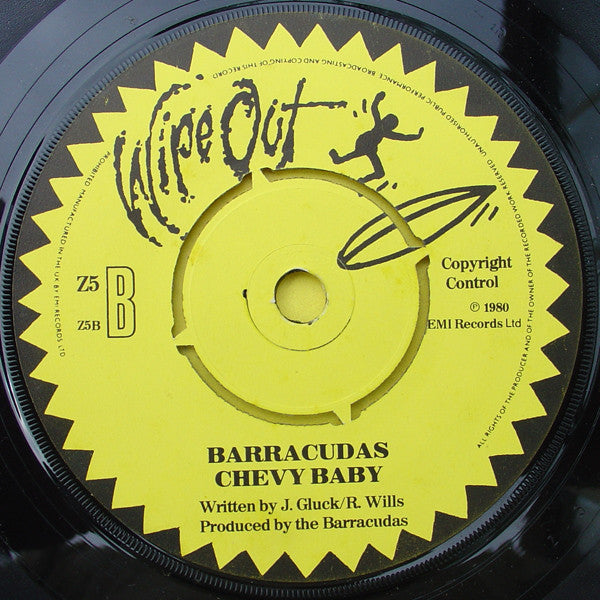 Wipe Out
Z5
B
Z5B
Copyright
Control
℗ 1980
EMI Records Ltd.
BARRACUDAS
CHEVY BABY
Written by J. Gluck/R. Wills
Produced by the Barracudas
ALL RIGHTS OF THE PRODUCER AND OF THE OWNER OF THE RECORDED WORK RESERVED UNAUTHORISED PUBLIC PERFORMANCE BROADCASTING AND COPYING OF THIS RECORD PROHIBITED MANUFACTURED IN THE UK BY EMI RECORDS LTD